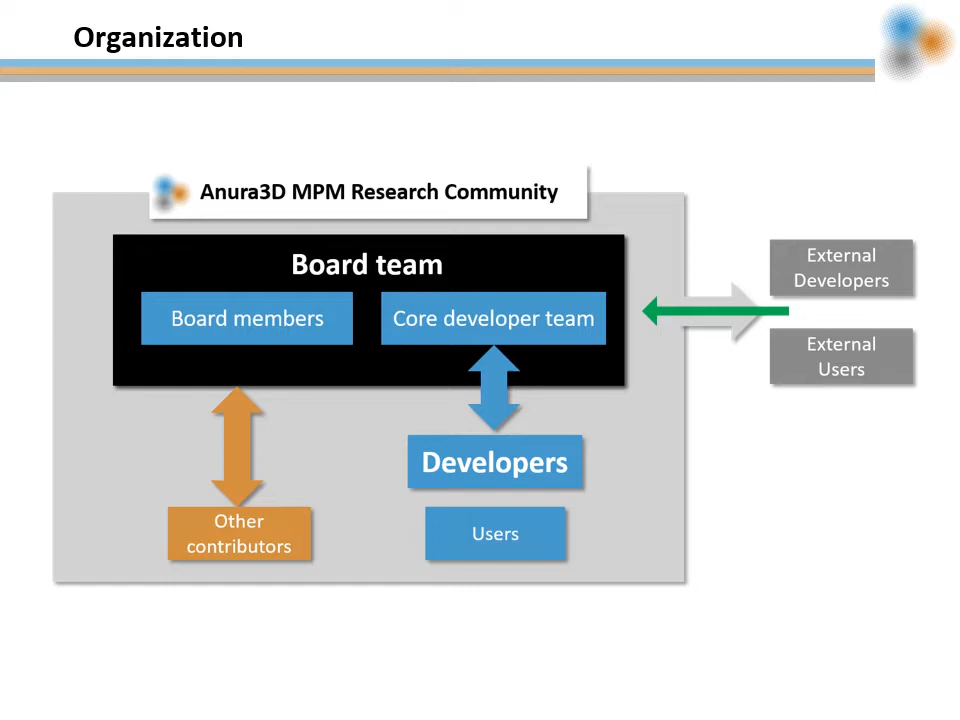 Organization
Anura3D MPM Research Community
Board team
Board members
Core developer team
External
Developers
External
Users
Developers
Other
contributors
Users